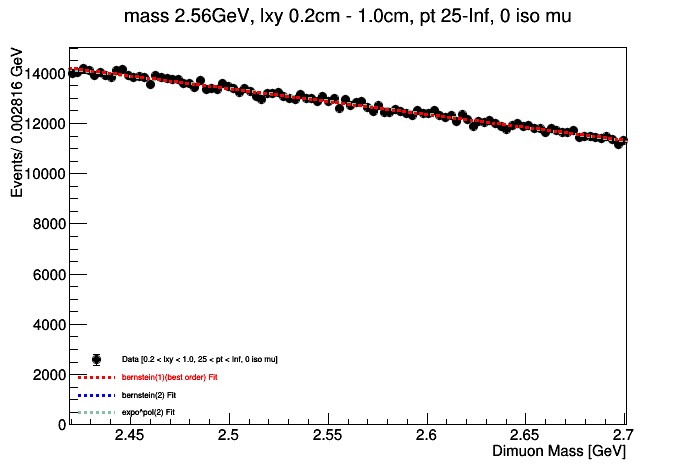 mass 2.56GeV, lxy 0.2cm - 1.0cm, pt 25-Inf, 0 iso mu
Events/ 0.002816 GeV
14000
12000
10000
8000
6000
4000
2000
0
Data [0.2 < lxy < 1.0, 25 < pt < Inf, 0 iso mu]
bernstein(1)(best order) Fit
bernstein(2) Fit
expo*pol(2) Fit
2.45 2.5 2.55 2.6 2.65 2.7
Dimuon Mass [GeV]